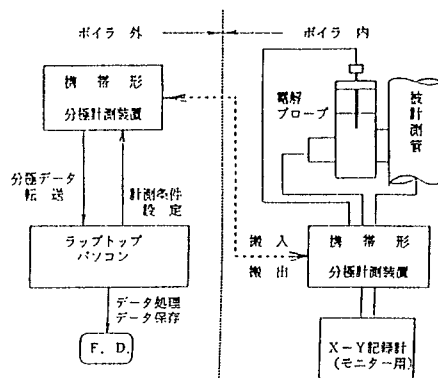 ボイラ 外
ボイラ 内
携 帯 形
分極計測装置
電解
プローブ
被計測管
分極データ
転 送
計測条件
設 定
ラップトップ
パソコン
搬 入
搬 出
携 帯 形
分極計測装置
データ処理
データ保存
F. D.
X-Y記録計
(モニター用)